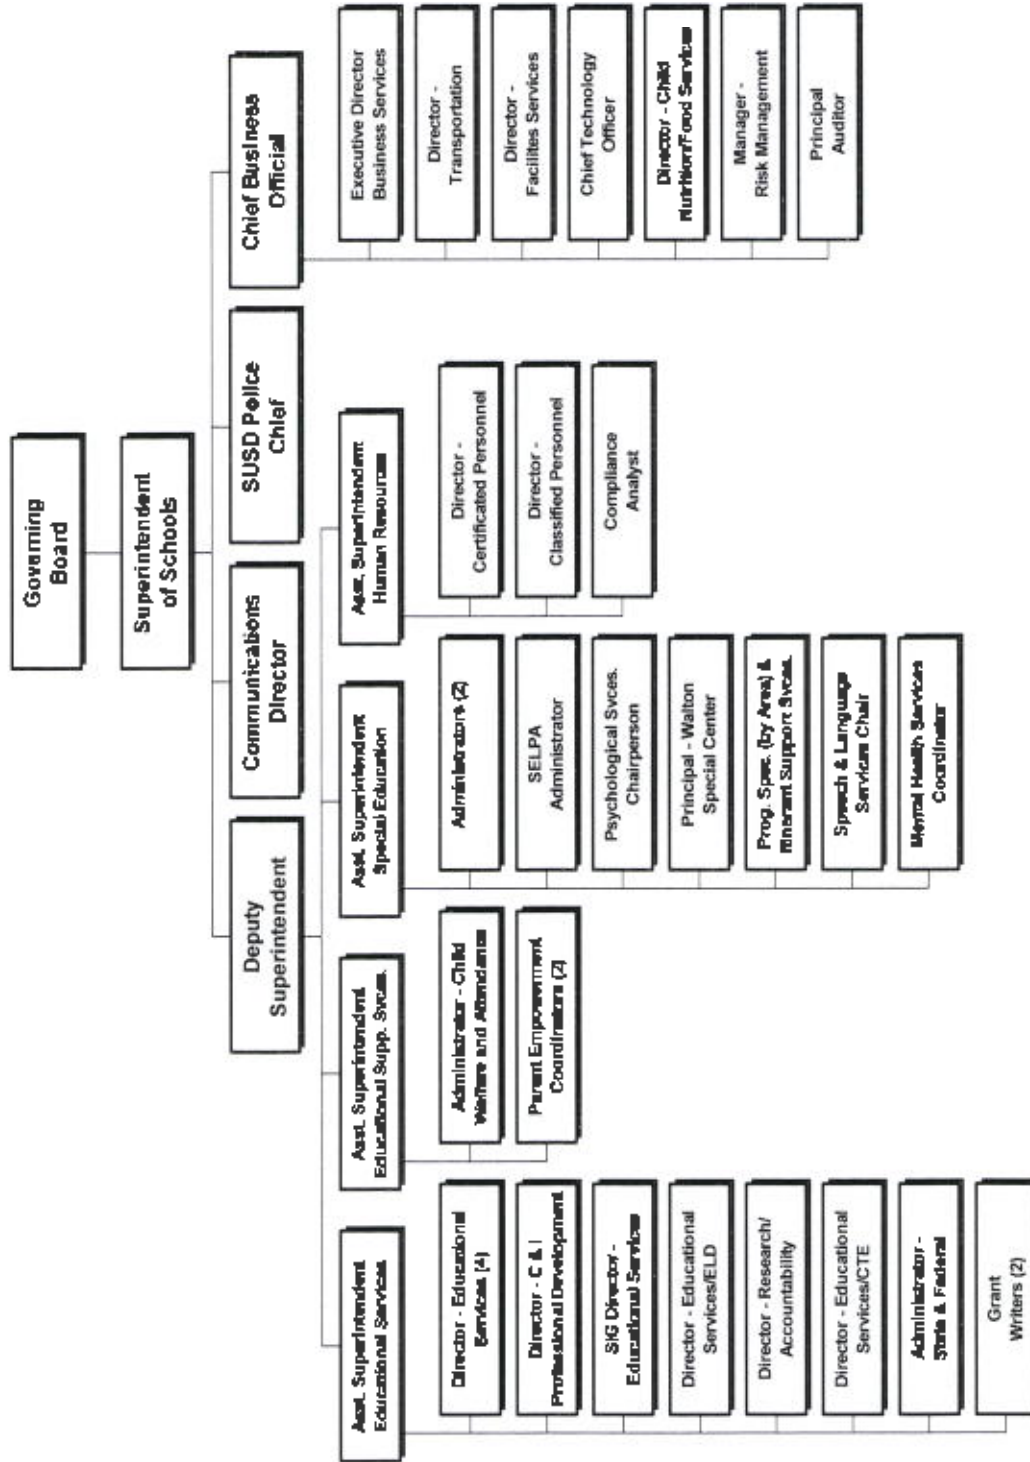 Governing
Board
Superintendent
of Schools
Deputy
Superintendent
Communications
Director
SUSD Police
Chief
Chief Business
Official
Asst. Superintendent
Educational Services
Asst. Superintendent
Educational Supp. Svces.
Asst. Superintendent
Special Education
Asst. Superintendent
Human Resources
Director - Educational
Services (4)
Director - C & I
Professional Development
SIG Director -
Educational Services
Director - Educational
Services/ELD
Director - Research/
Accountability
Director - Educational
Services/CTE
Administrator -
State & Federal
Grant
Writers (2)
Administrator - Child
Welfare and Attendance
Parent Empowerment
Coordinators (2)
Administrators (2)
SELPA
Administrator
Psychological Svces.
Chairperson
Principal - Walton
Special Center
Prog. Spec. (by Area) &
Itinerant Support Svces.
Speech & Language
Services Chair
Mental Health Services
Coordinator
Director -
Certificated Personnel
Director -
Classified Personnel
Compliance
Analyst
Executive Director
Business Services
Director -
Transportation
Director -
Facilites Services
Chief Technology
Officer
Director - Child
Nutrition/Food Services
Manager -
Risk Management
Principal
Auditor